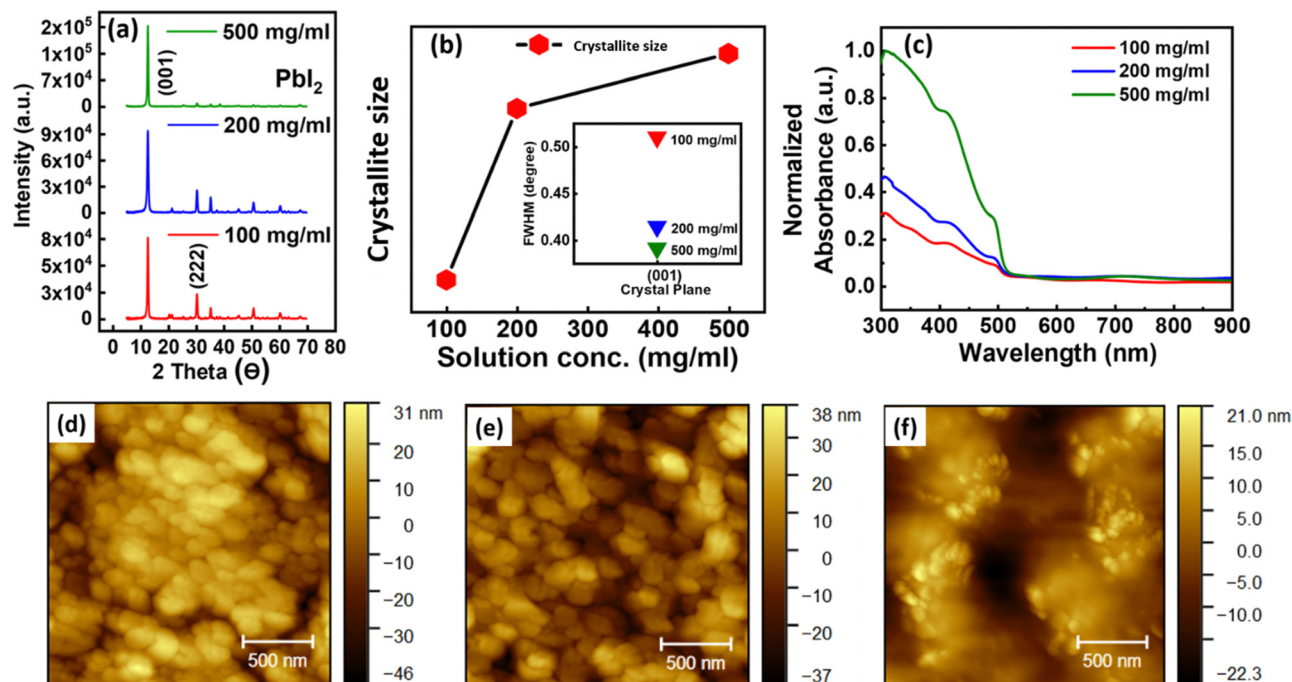 (a)
500 mg/ml
PbI2
(001)
2x10⁵
1x10⁵
7x10⁴
0
200 mg/ml
9x10⁴
6x10⁴
3x10⁴
0
100 mg/ml
(222)
8x10⁴
5x10⁴
3x10⁴
0
Intensity (a.u.)
0 10 20 30 40 50 60 70 80
2 Theta (Ө)
(b)
Crystallite size
Crystallite size
0.50
0.45
0.40
FWHM (degree)
100 mg/ml
200 mg/ml
500 mg/ml
(001)
Crystal Plane
100 200 300 400 500
Solution conc. (mg/ml)
(c)
100 mg/ml
200 mg/ml
500 mg/ml
1.0
0.8
0.6
0.4
0.2
0.0
Normalized
Absorbance (a.u.)
300 400 500 600 700 800 900
Wavelength (nm)
(d)
31 nm
20
10
0
−10
−20
−30
−46
500 nm
(e)
38 nm
30
20
10
0
−10
−20
−37
500 nm
(f)
21.0 nm
15.0
10.0
5.0
0.0
−5.0
−10.0
−22.3
500 nm